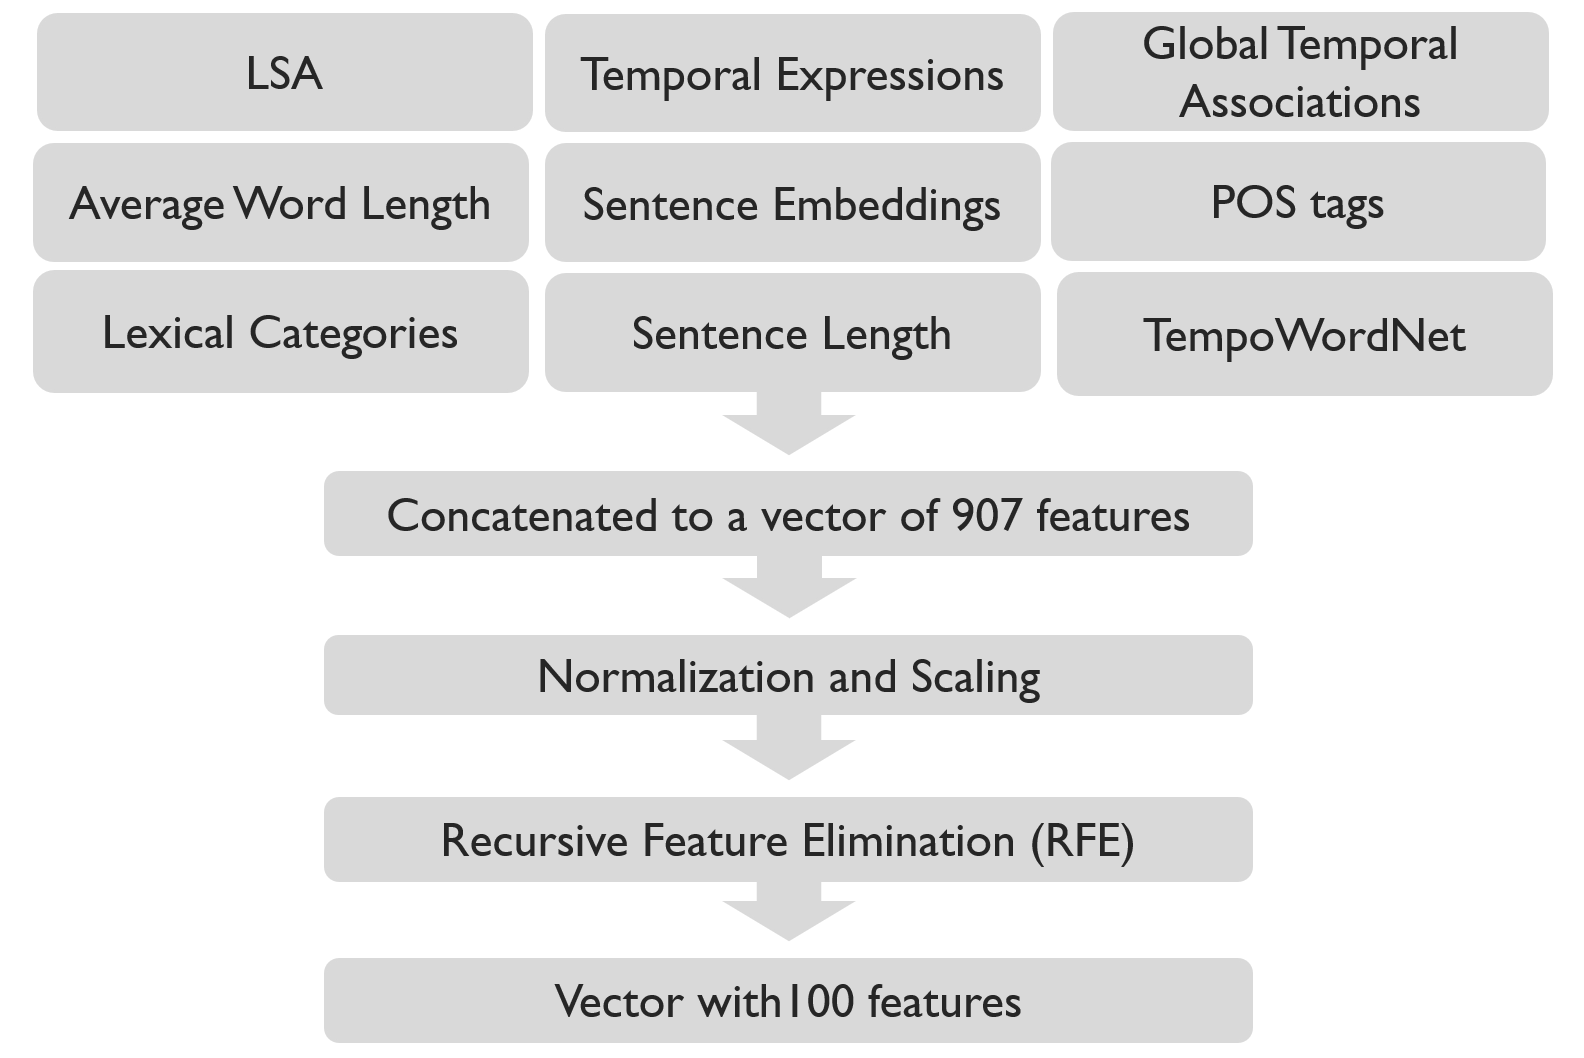 LSA
Temporal Expressions
Global Temporal
Associations
Average Word Length
Sentence Embeddings
POS tags
Lexical Categories
Sentence Length
TempoWordNet
Concatenated to a vector of 907 features
Normalization and Scaling
Recursive Feature Elimination (RFE)
Vector with100 features